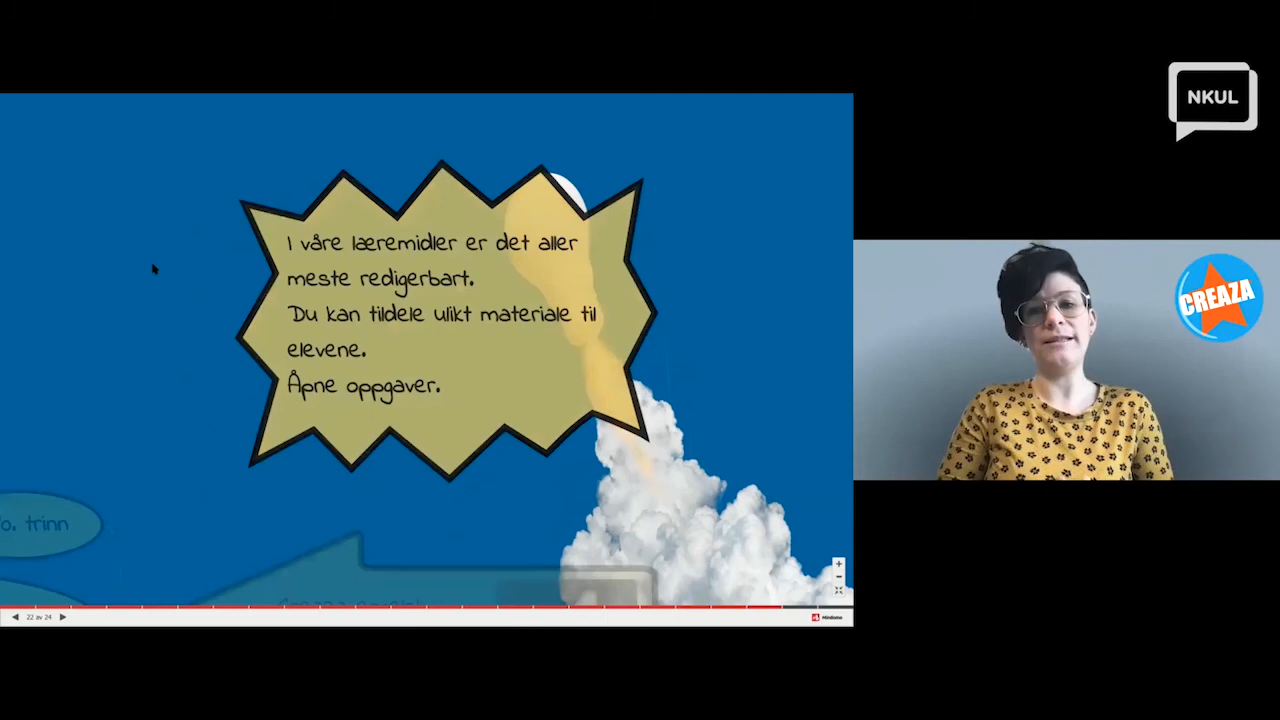 NKUL
I våre læremidler er det aller
meste redigerbart.
Du kan tildele ulikt materiale til
elevene.
Åpne oppgaver.
CREAZA
trinn
22 av 24
Mindomo